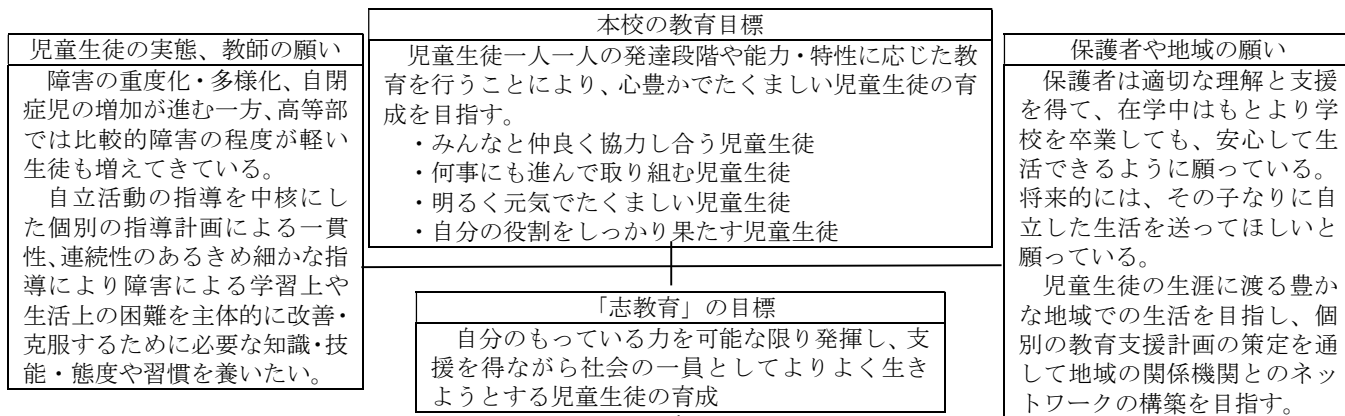 本校の教育目標
児童生徒一人一人の発達段階や能力・特性に応じた教
育を行うことにより、心豊かでたくましい児童生徒の育
成を目指す。
・みんなと仲良く協力し合う児童生徒
・何事にも進んで取り組む児童生徒
・明るく元気でたくましい児童生徒
・自分の役割をしっかり果たす児童生徒
児童生徒の実態、教師の願い
障害の重度化・多様化、自閉
症児の増加が進む一方、高等部
では比較的障害の程度が軽い
生徒も増えてきている。
自立活動の指導を中核にし
た個別の指導計画による一貫
性、連続性のあるきめ細かな指
導により障害による学習上や
生活上の困難を主体的に改善・
克服するために必要な知識・技
能・態度や習慣を養いたい。
保護者や地域の願い
保護者は適切な理解と支援
を得て、在学中はもとより学
校を卒業しても、安心して生
活できるように願っている。
将来的には、その子なりに自
立した生活を送ってほしいと
願っている。
児童生徒の生涯に渡る豊か
な地域での生活を目指し、個
別の教育支援計画の策定を通
して地域の関係機関とのネッ
トワークの構築を目指す。
「志教育」の目標
自分のもっている力を可能な限り発揮し、支
援を得ながら社会の一員としてよりよく生き
ようとする児童生徒の育成